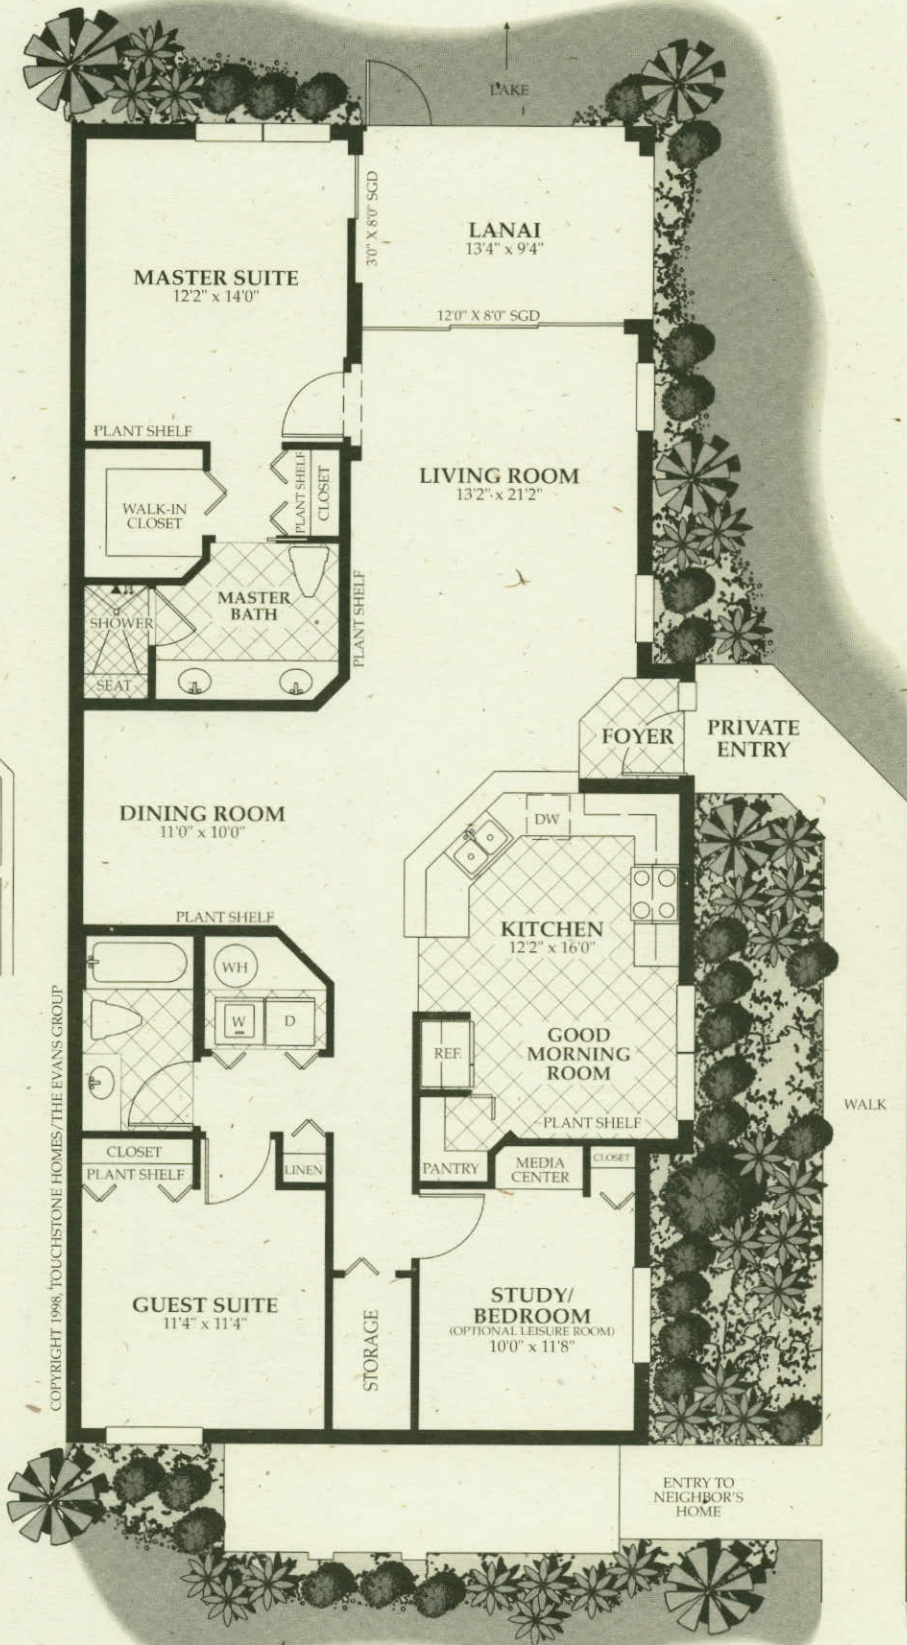 LAKE
3'0" X 8'0" SGD
LANAI
13'4" x 9'4"
MASTER SUITE
12'2" x 14'0"
12'0" X 8'0" SGD
PLANT SHELF
PLANT SHELF
CLOSET
WALK-IN
CLOSET
LIVING ROOM
13'2" x 21'2"
MASTER
BATH
SHOWER
SEAT
PLANT SHELF
FOYER
PRIVATE
ENTRY
DINING ROOM
11'0" x 10'0"
DW
PLANT SHELF
KITCHEN
12'2" x 16'0"
WH
W
D
REF.
GOOD
MORNING
ROOM
PLANT SHELF
WALK
CLOSET
PLANT SHELF
LINEN
PANTRY
MEDIA
CENTER
CLOSET
GUEST SUITE
11'4" x 11'4"
STORAGE
STUDY/
BEDROOM
(OPTIONAL LEISURE ROOM)
10'0" x 11'8"
COPYRIGHT 1998, TOUCHSTONE HOMES/THE EVANS GROUP
ENTRY TO
NEIGHBOR'S
HOME